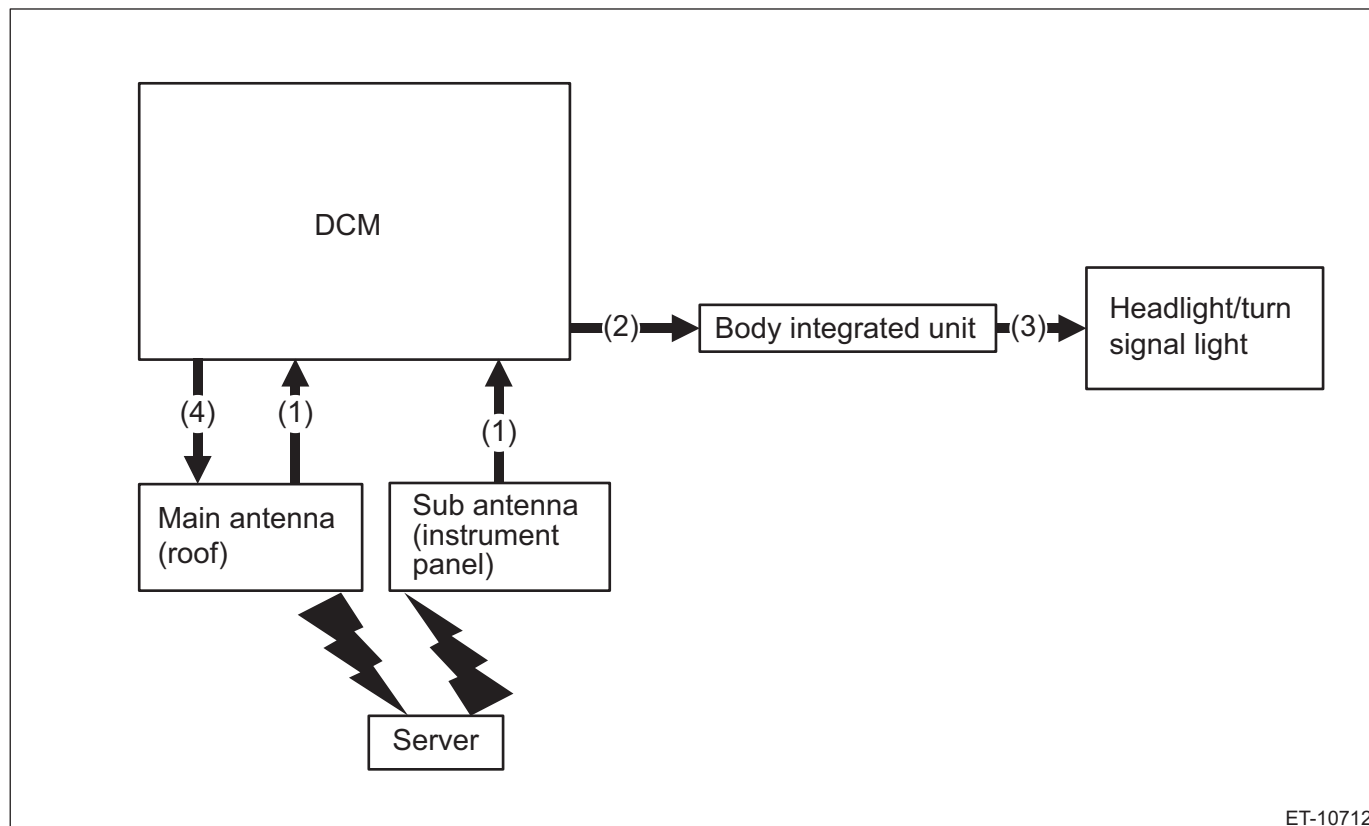 DCM
(2)
Body integrated unit
(3)
Headlight/turn
signal light
(4)
(1)
(1)
Main antenna
(roof)
Sub antenna
(instrument
panel)
Server
ET-10712